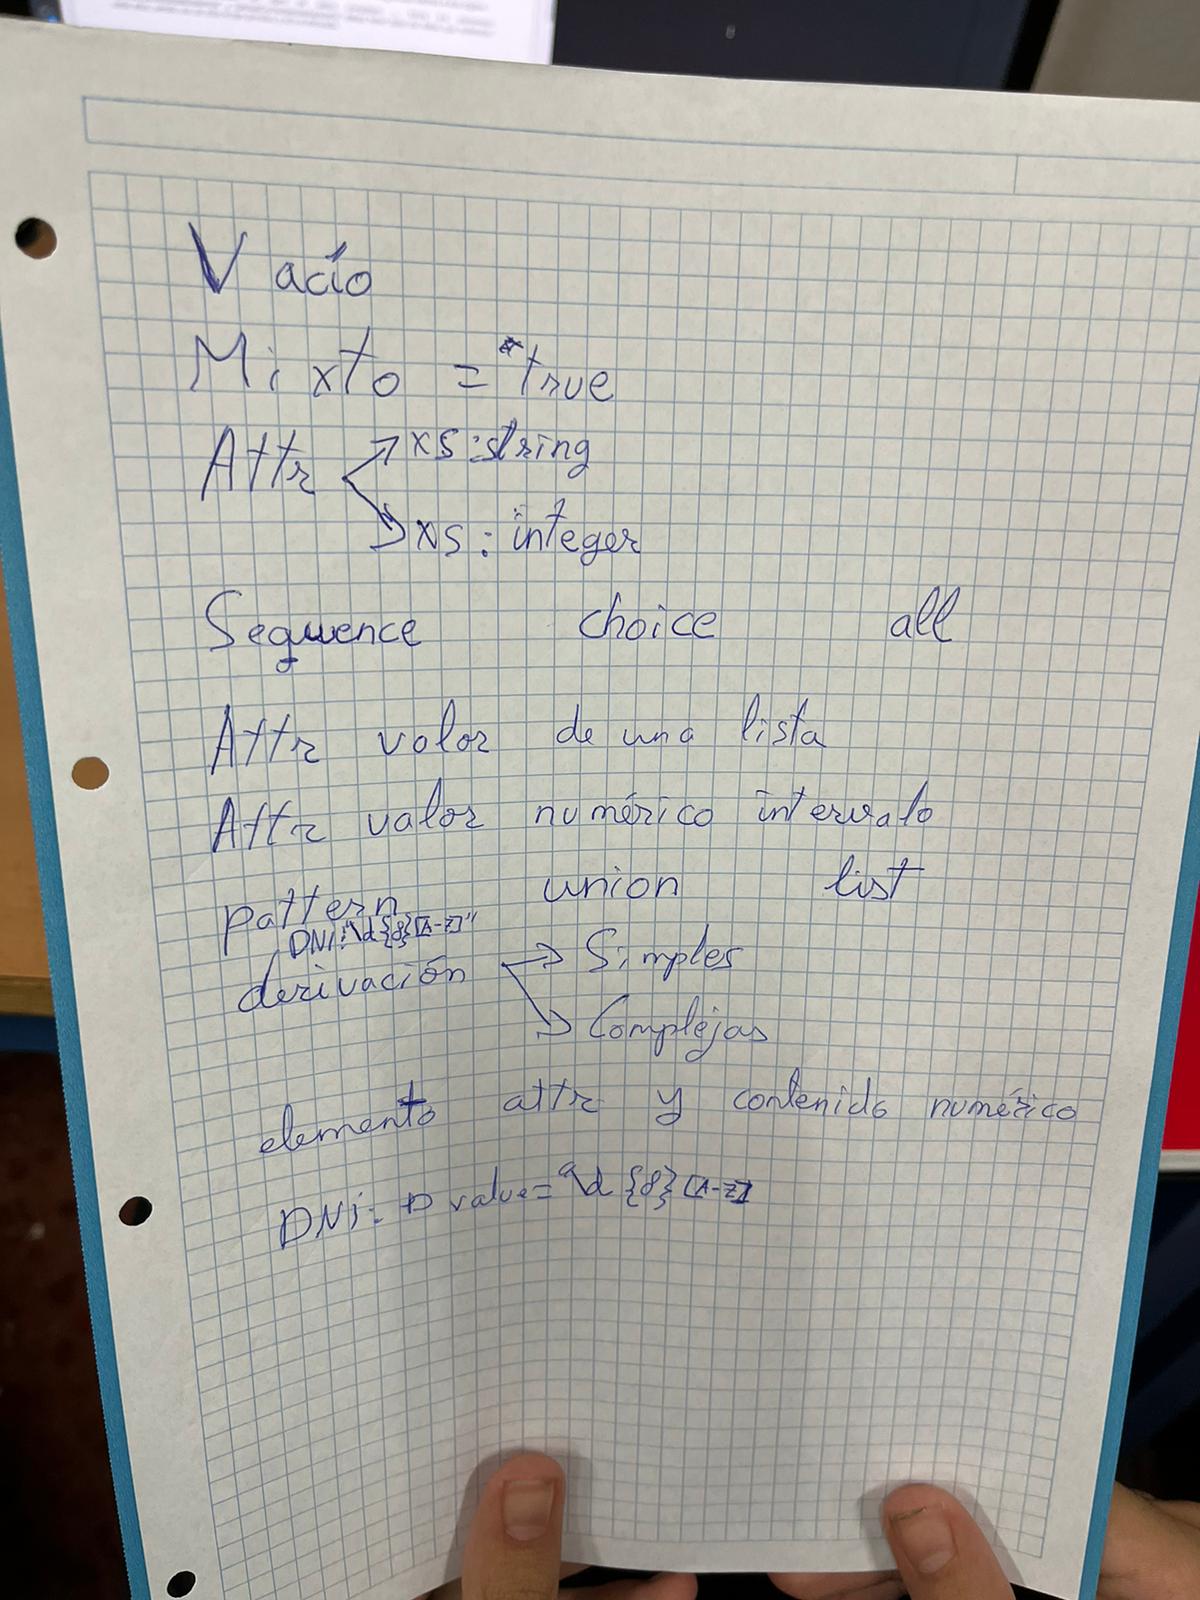 Vacío
Mixto = "true
Attr → xs:string
→ xs: integer
Sequence choice all
Attr valor de una lista
Attr valor numérico intervalo
pattern union list
DNI:"\d{8}[A-Z]"
derivación → Simples
→ Complejas
elemento attr y contenido numérico
DNi: value="\d {8} [A-Z]